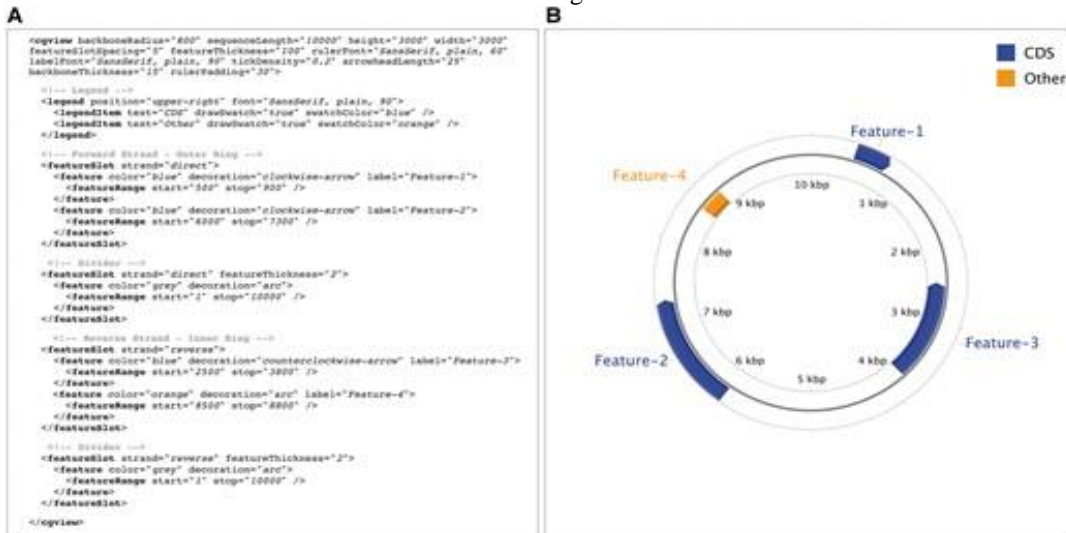 A
<cgview backboneRadius="800" sequenceLength="10000" height="3000" width="3000"
featureSlotSpacing="5" featureThickness="100" rulerFont="SansSerif, plain, 60"
labelFont="SansSerif, plain, 90" tickDensity="0.2" arrowheadLength="25"
backboneThickness="15" rulerPadding="30">
<!-- Legend -->
<legend position="upper-right" font="SansSerif, plain, 90">
<legendItem text="CDS" drawSwatch="true" swatchColor="blue" />
<legendItem text="Other" drawSwatch="true" swatchColor="orange" />
</legend>
<!-- Forward Strand - Outer Ring -->
<featureSlot strand="direct">
<feature color="blue" decoration="clockwise-arrow" label="Feature-1">
<featureRange start="500" stop="900" />
</feature>
<feature color="blue" decoration="clockwise-arrow" label="Feature-2">
<featureRange start="6000" stop="7300" />
</feature>
</featureSlot>
<!-- Divider -->
<featureSlot strand="direct" featureThickness="2">
<feature color="grey" decoration="arc">
<featureRange start="1" stop="10000" />
</feature>
</featureSlot>
<!-- Reverse Strand - Inner Ring -->
<featureSlot strand="reverse">
<feature color="blue" decoration="counterclockwise-arrow" label="Feature-3">
<featureRange start="2500" stop="3800" />
</feature>
<feature color="orange" decoration="arc" label="Feature-4">
<featureRange start="8500" stop="8800" />
</feature>
</featureSlot>
<!-- Divider -->
<featureSlot strand="reverse" featureThickness="2">
<feature color="grey" decoration="arc">
<featureRange start="1" stop="10000" />
</feature>
</featureSlot>
</cgview>
B
CDS
Other
Feature-1
Feature-4
10 kbp
9 kbp
1 kbp
8 kbp
2 kbp
7 kbp
3 kbp
Feature-3
Feature-2
6 kbp
4 kbp
5 kbp